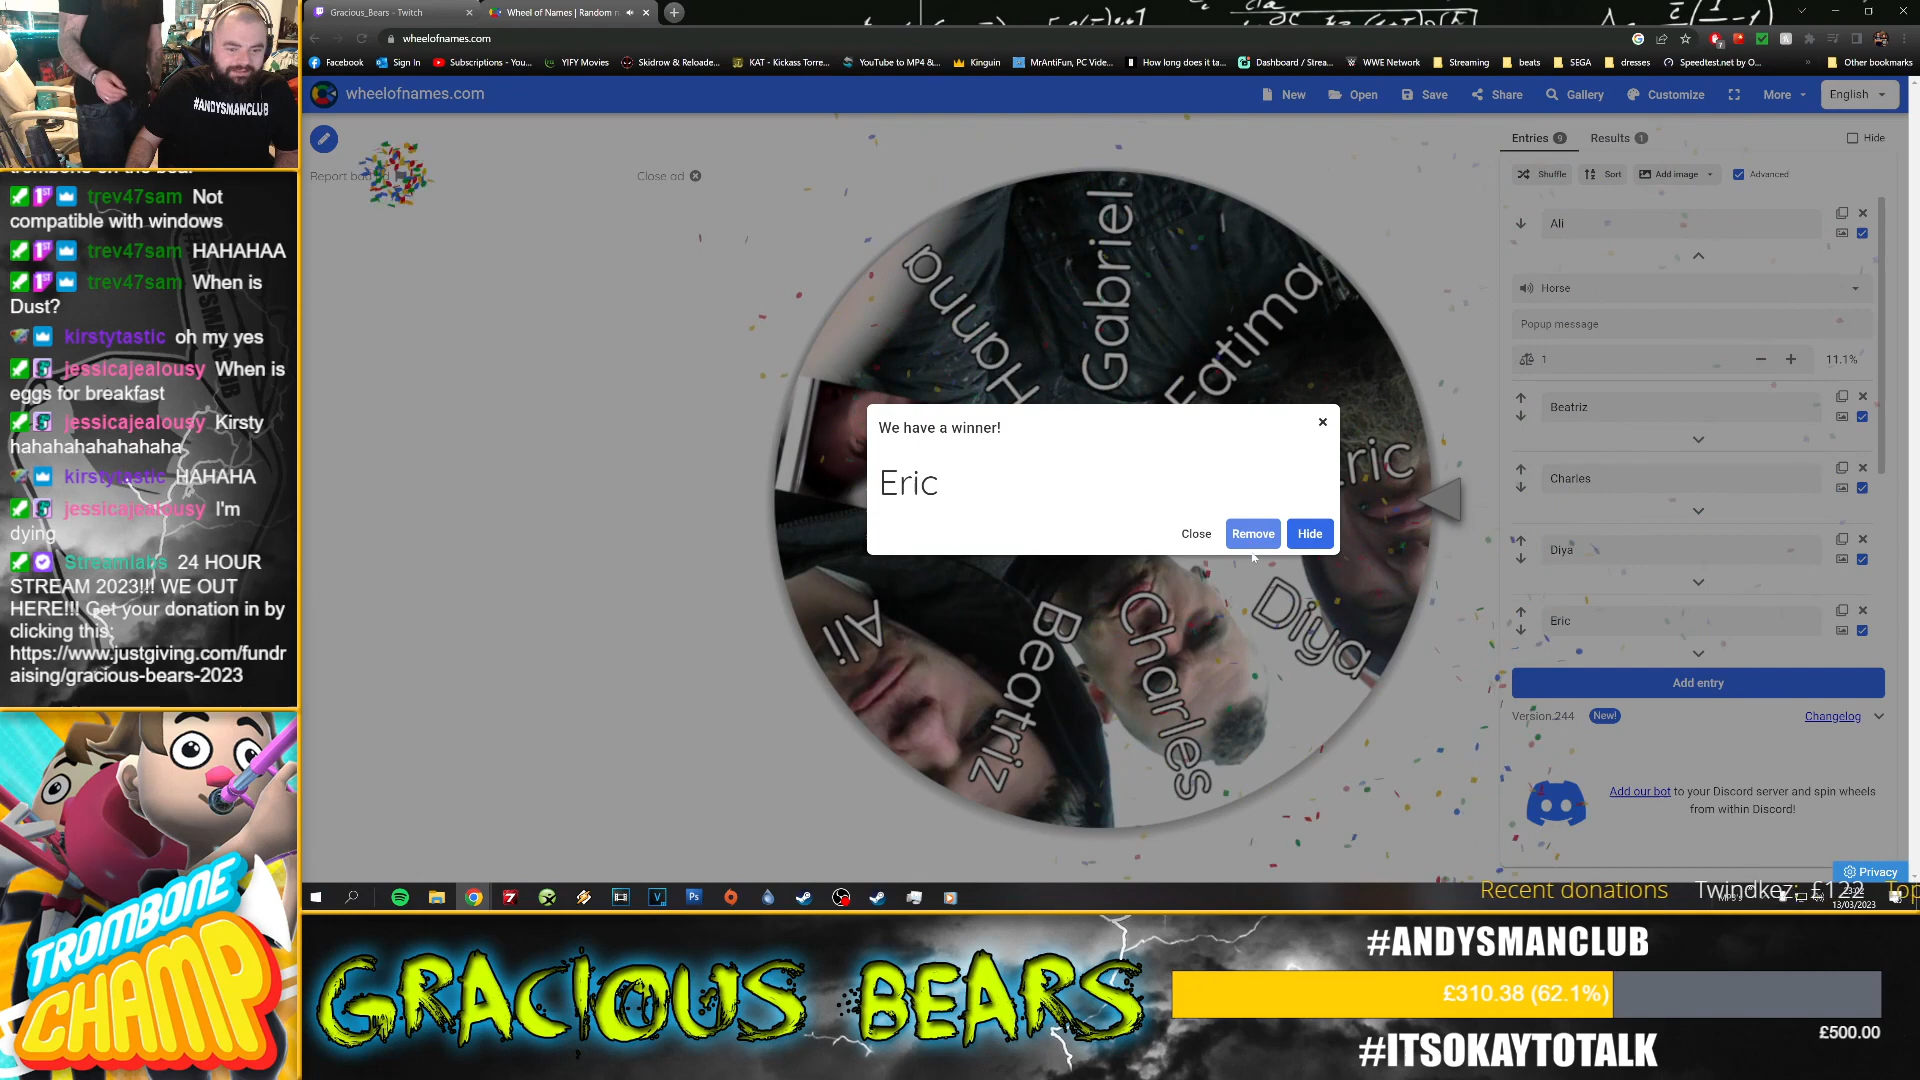 Gracious_Bears - Twitch
Wheel of Names | Random
wheelofnames.com
Facebook
Sign In
Subscriptions - You...
YIFY Movies
Skidrow & Reloade...
KAT - Kickass Torre...
YouTube to MP4 &...
Kinguin
MrAntiFun, PC Vide...
How long does it ta...
Dashboard / Strea...
WWE Network
Streaming
beats
SEGA
dresses
Speedtest.net by O...
Other bookmarks
wheelofnames.com
New
Open
Save
Share
Gallery
Customize
More
English
#ANDYSMANCLUB
Close ad
Entries 9
Results 1
Hide
Shuffle
Sort
Add image
Advanced
Ali
Horse
Popup message
1
11.1%
Beatriz
Charles
Diya
Eric
Add entry
Version 244
New!
Changelog
Add our bot to your Discord server and spin wheels
from within Discord!
Privacy
Hanna
Gabriel
Fatima
Diya
Charles
Beatriz
Ali
We have a winner!
Eric
Close
Remove
Hide
trev47sam Not
compatible with windows
trev47sam HAHAHAA
trev47sam When is
Dust?
kirstytastic oh my yes
jessicajealousy When is
eggs for breakfast
jessicajealousy Kirsty
hahahahahahahaha
kirstytastic HAHAHA
jessicajealousy I'm
dying
Streamlabs 24 HOUR
STREAM 2023!!! WE OUT
HERE!!! Get your donation in by
clicking this:
https://www.justgiving.com/fundr
aising/gracious-bears-2023
Recent donations Twindkez: £122 Top
13/03/2023
TROMBONE
CHAMP
GRACIOUS BEARS
#ANDYSMANCLUB
£310.38 (62.1%)
£500.00
#ITSOKAYTOTALK